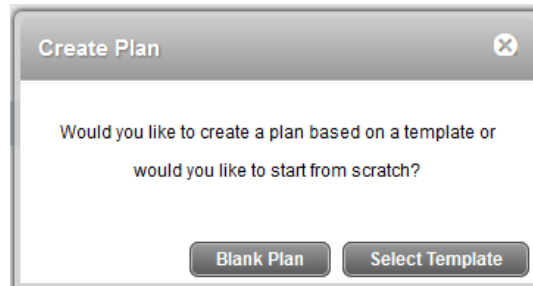 Create Plan
Would you like to create a plan based on a template or
would you like to start from scratch?
Blank Plan
Select Template